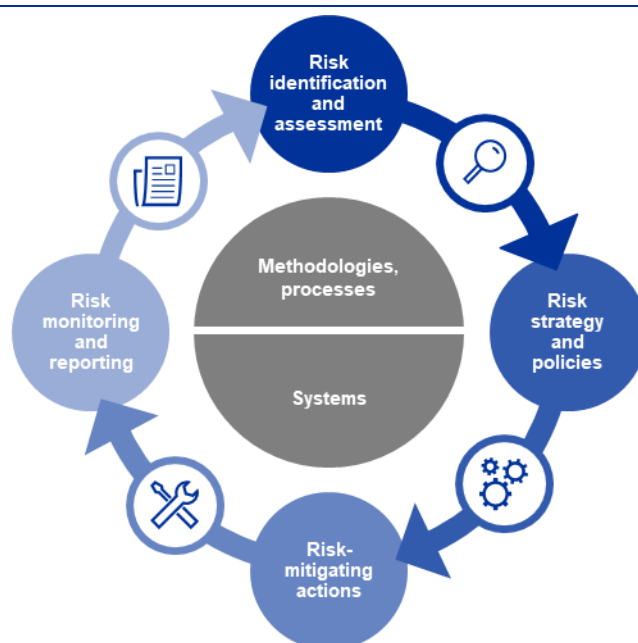 Risk
identification
and
assessment
Methodologies,
processes
Risk
monitoring
and
reporting
Risk
strategy
and
policies
Systems
Risk-
mitigating
actions